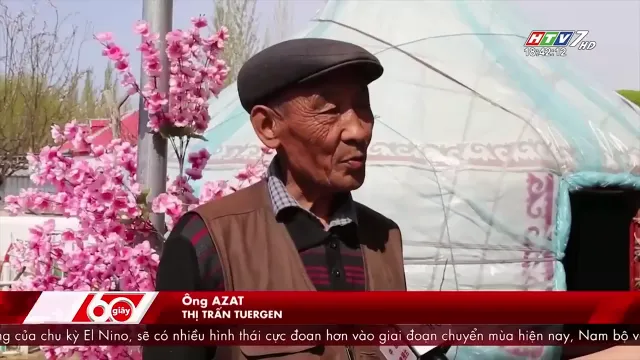 HTV7 HD
18:42:12
Ông AZAT
60 giây
THỊ TRẤN TUERGEN
của chu kỳ El Nino, sẽ có nhiều hình thái cực đoan hơn vào giai đoạn chuyển mùa hiện nay, Nam bộ